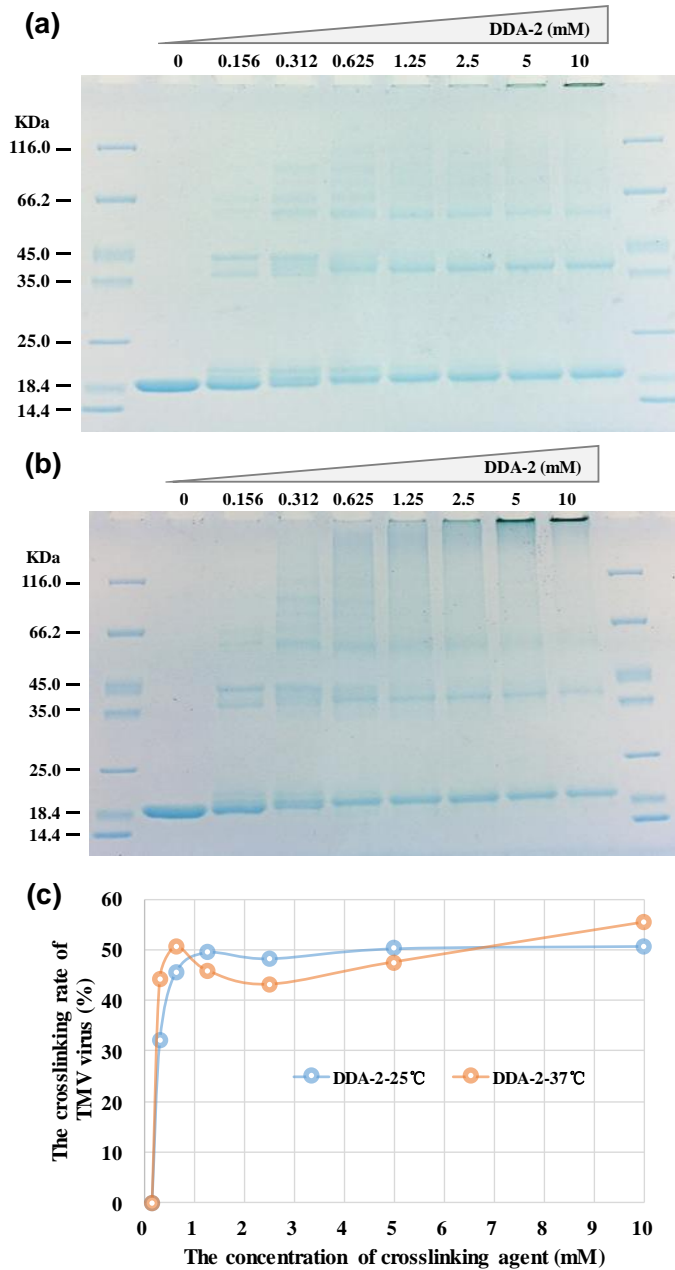 (a)
DDA-2 (mM)
0 0.156 0.312 0.625 1.25 2.5 5 10
KDa
116.0
66.2
45.0
35.0
25.0
18.4
14.4
(b)
DDA-2 (mM)
0 0.156 0.312 0.625 1.25 2.5 5 10
KDa
116.0
66.2
45.0
35.0
25.0
18.4
14.4
(c)
60
50
40
30
20
10
0
The crosslinking rate of
TMV virus (%)
DDA-2-25℃ DDA-2-37℃
0 1 2 3 4 5 6 7 8 9 10
The concentration of crosslinking agent (mM)